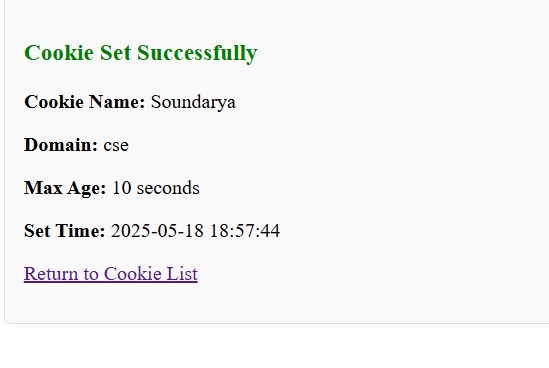 Cookie Set Successfully
Cookie Name: Soundarya
Domain: cse
Max Age: 10 seconds
Set Time: 2025-05-18 18:57:44
Return to Cookie List